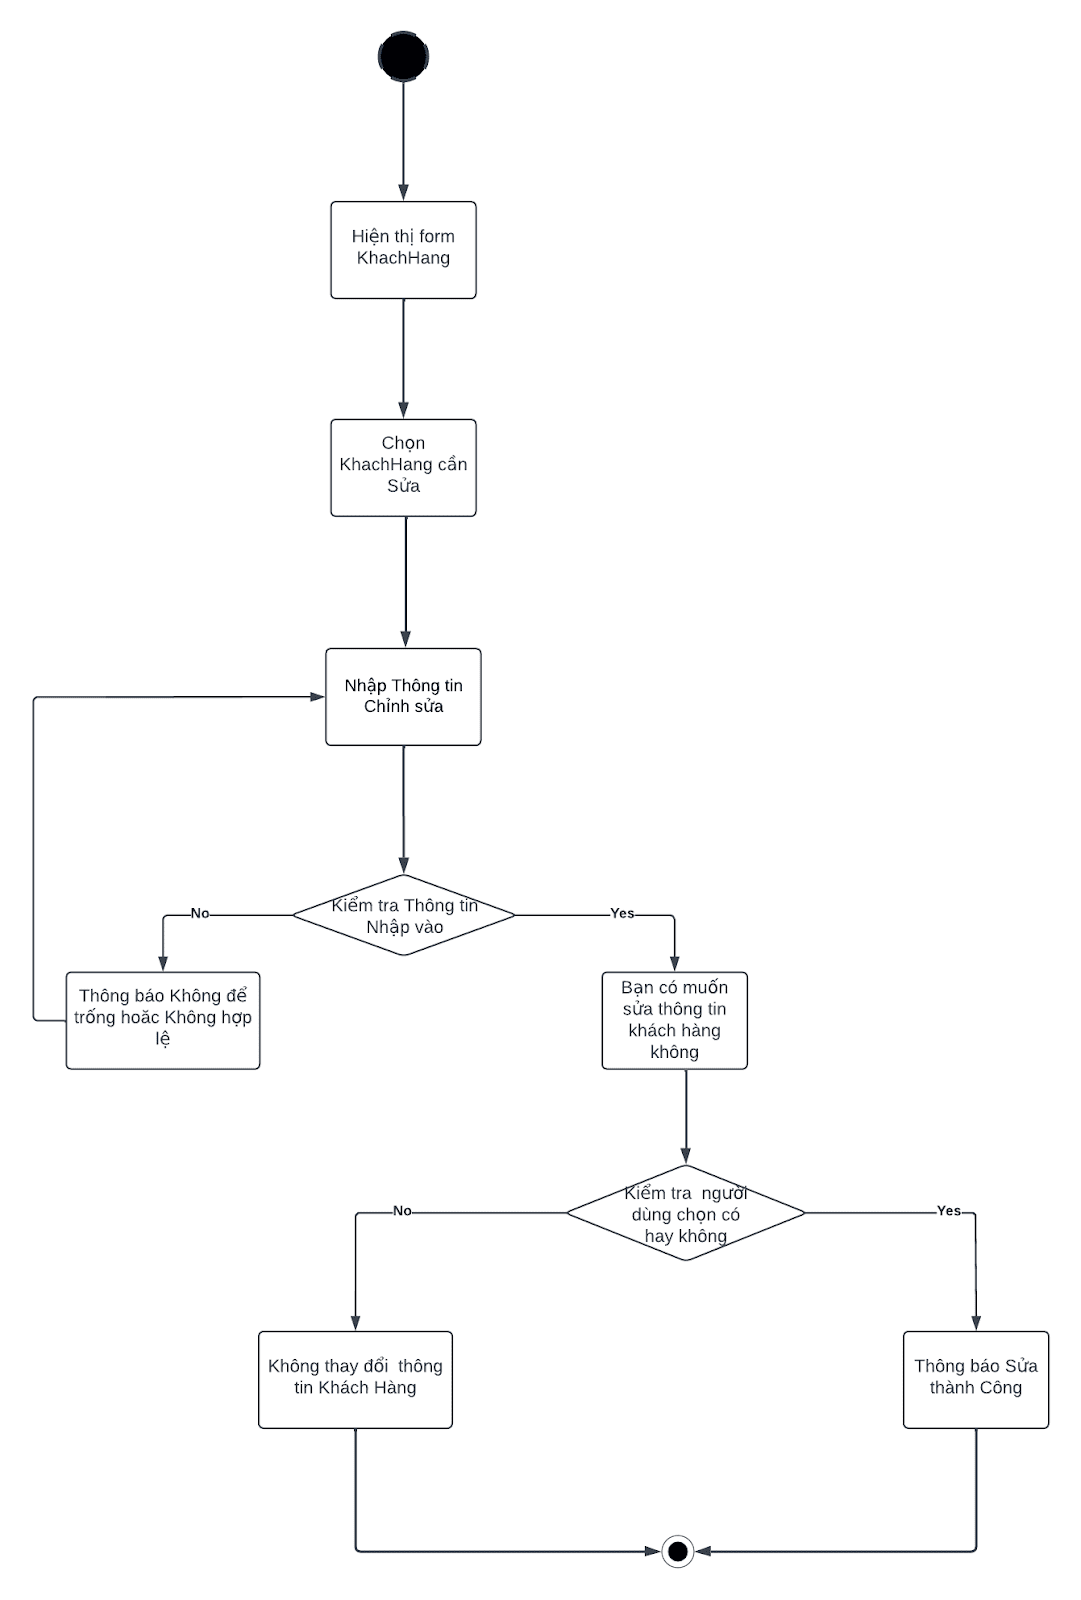 Hiện thị form
KhachHang
Chọn
KhachHang cần
Sửa
Nhập Thông tin
Chỉnh sửa
Kiểm tra Thông tin
Nhập vào
No
Yes
Thông báo Không để
trống hoăc Không hợp
lệ
Bạn có muốn
sửa thông tin
khách hàng
không
Kiểm tra  người
dùng chọn có
hay không
No
Yes
Không thay đổi  thông
tin Khách Hàng
Thông báo Sửa
thành Công